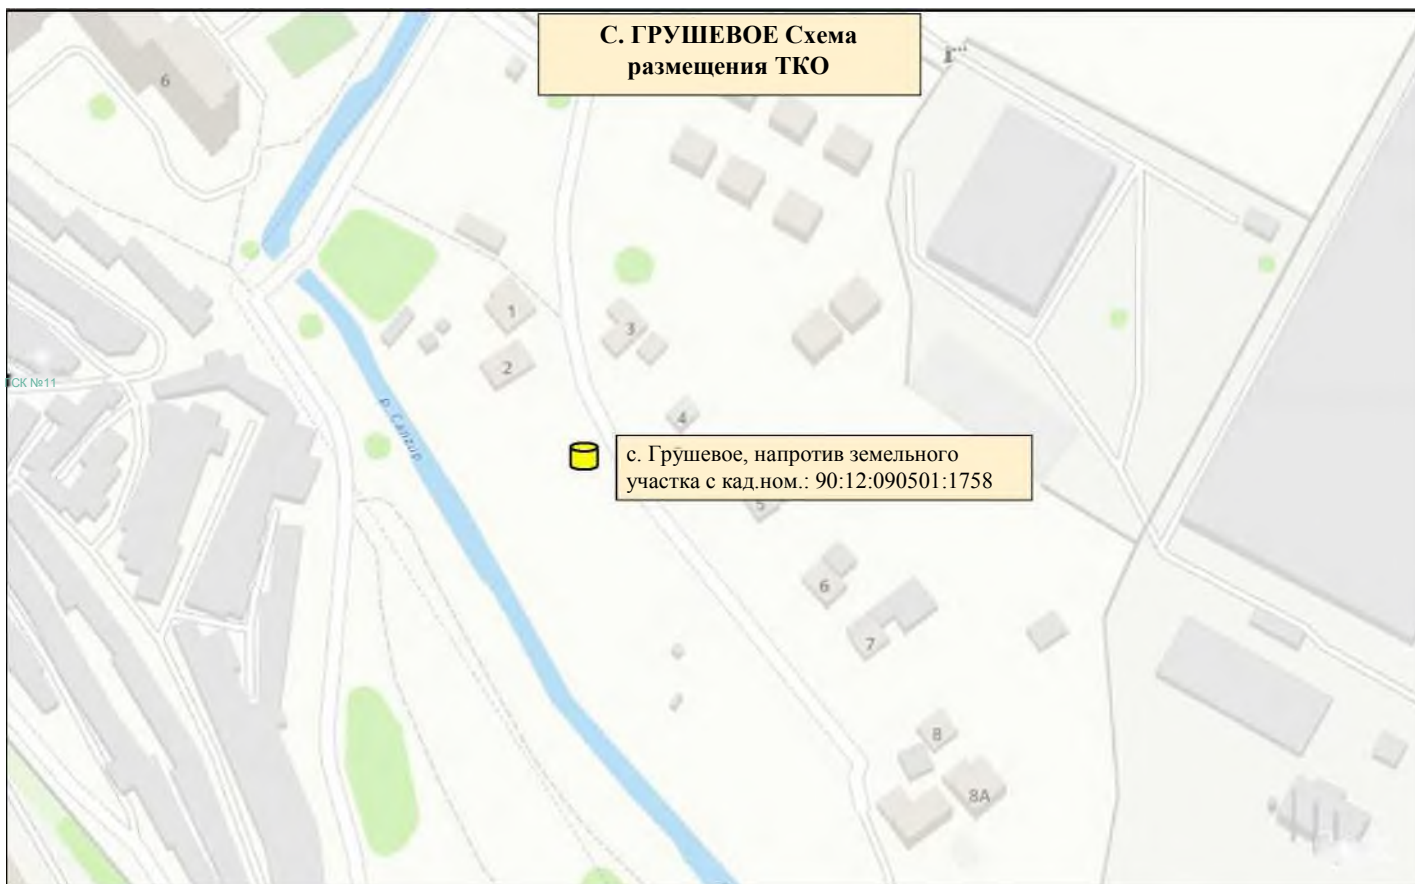 С. ГРУШЕВОЕ Схема
размещения ТКО
6
1
3
2
СК №11
4
р. Салгир
с. Грушевое, напротив земельного
участка с кад.ном.: 90:12:090501:1758
5
6
7
8
8А